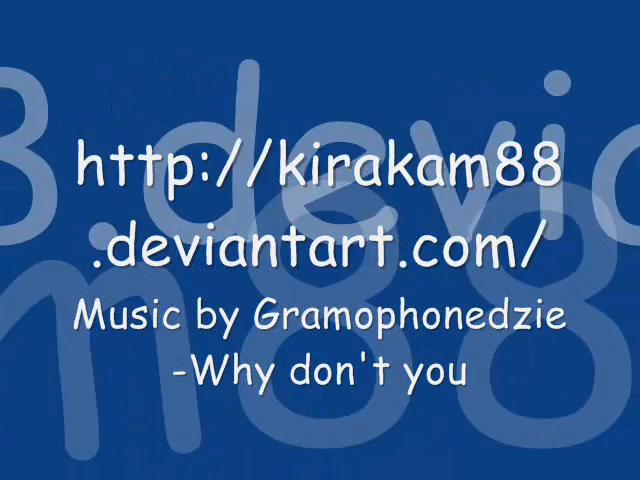 http://kirakam88
.deviantart.com/
Music by Gramophonedzie
-Why don't you